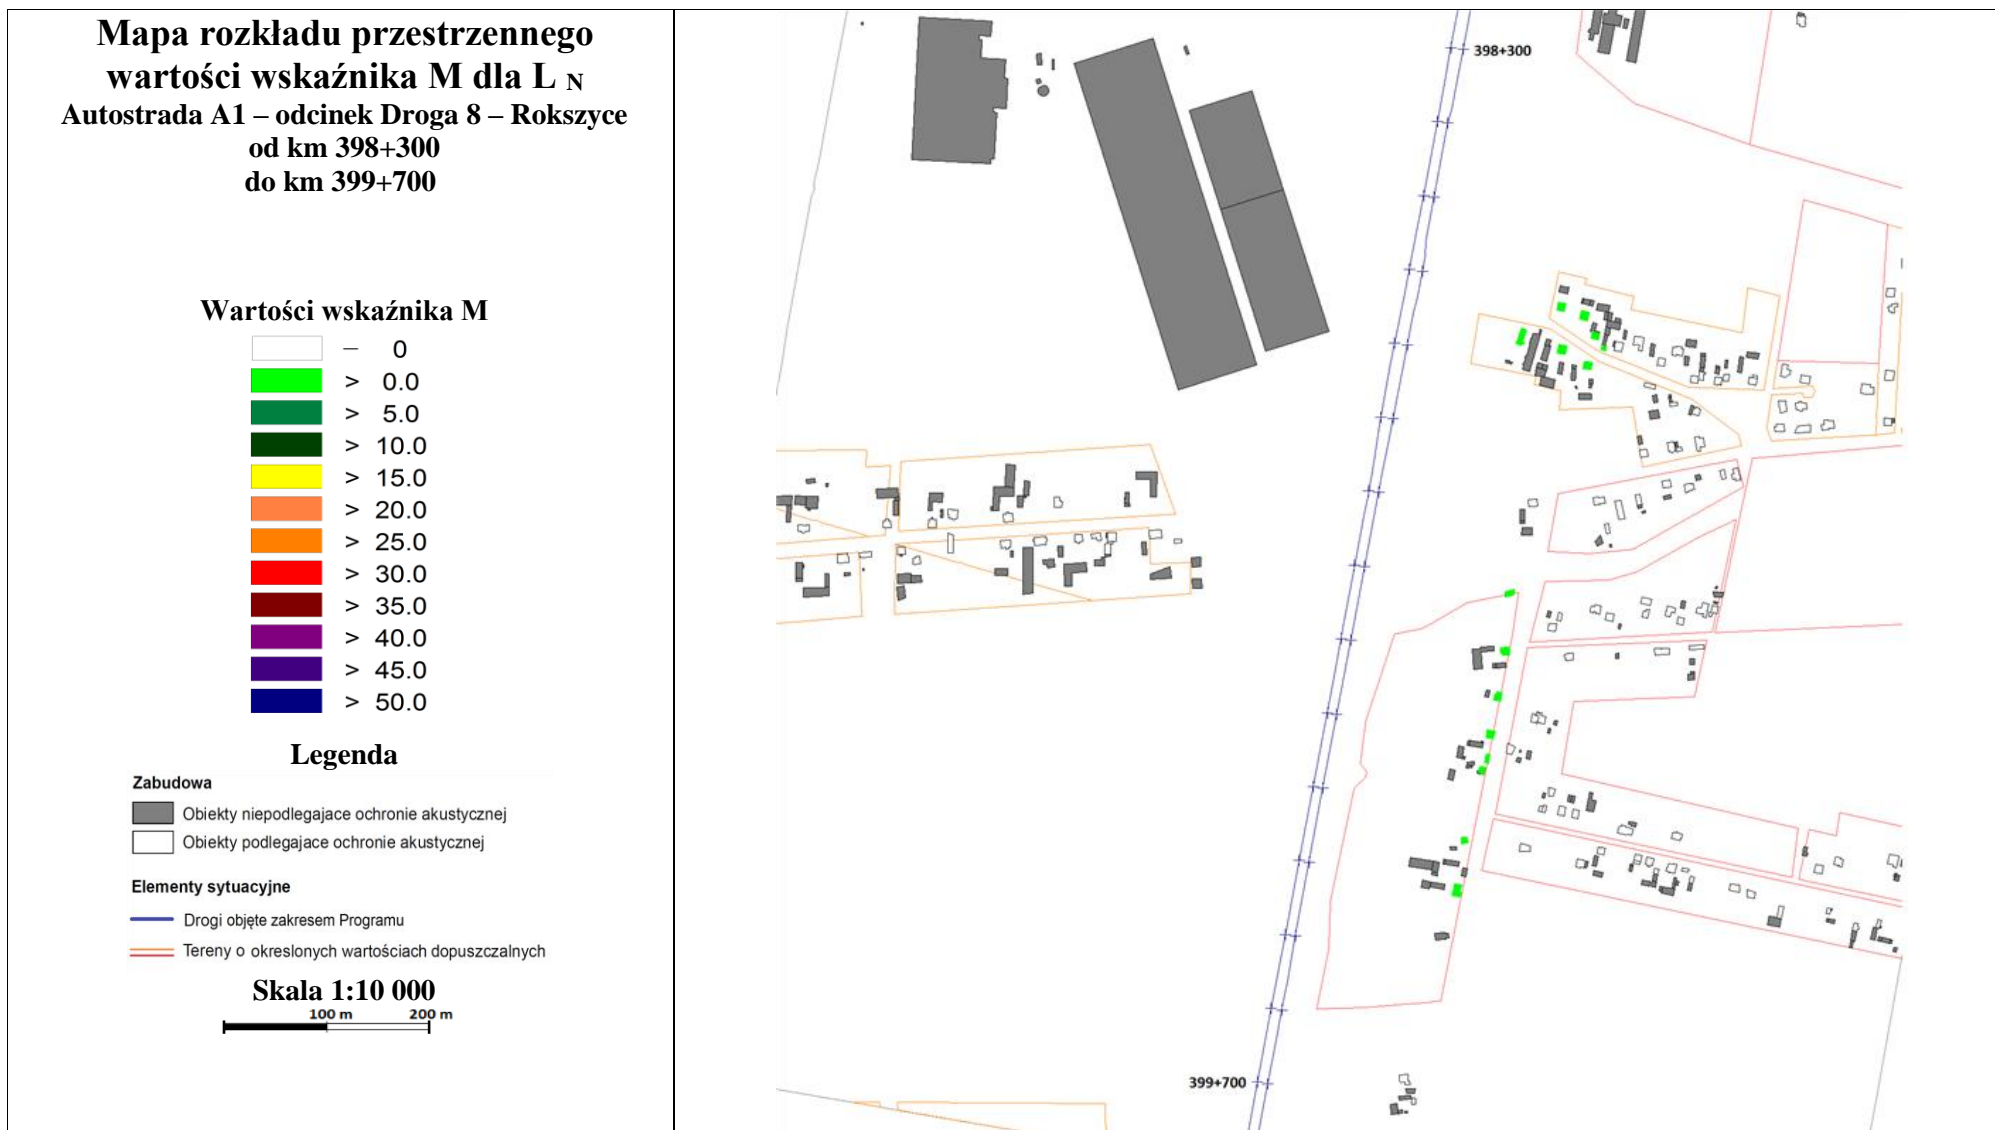 Mapa rozkładu przestrzennego
wartości wskaźnika M dla L N
Autostrada A1 – odcinek Droga 8 – Rokszyce
od km 398+300
do km 399+700
Wartości wskaźnika M
– 0
> 0.0
> 5.0
> 10.0
> 15.0
> 20.0
> 25.0
> 30.0
> 35.0
> 40.0
> 45.0
> 50.0
Legenda
Zabudowa
Obiekty niepodlegajace ochronie akustycznej
Obiekty podlegajace ochronie akustycznej
Elementy sytuacyjne
Drogi objęte zakresem Programu
Tereny o okreslonych wartościach dopuszczalnych
Skala 1:10 000
100 m 200 m
398+300
399+700